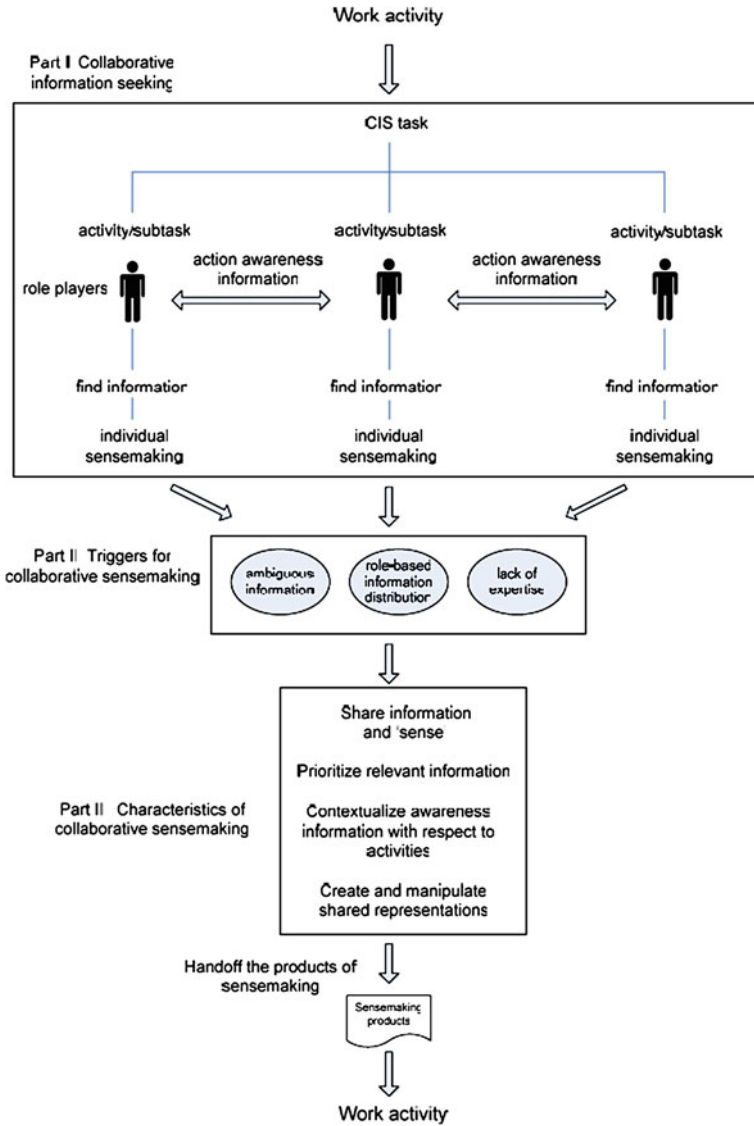 Work activity
Part I Collaborative
information seeking
CIS task
activity/subtask
activity/subtask
activity/subtask
action awareness
information
action awareness
information
role players
find information
find information
find information
individual
sensemaking
individual
sensemaking
individual
sensemaking
Part II Triggers for
collaborative sensemaking
ambiguous
information
role-based
information
distribution
lack of
expertise
Share information
and 'sense'
Prioritize relevant information
Part II Characteristics of
collaborative sensemaking
Contextualize awareness
information with respect to
activities
Create and manipulate
shared representations
Handoff the products of
sensemaking
Sensemaking
products
Work activity